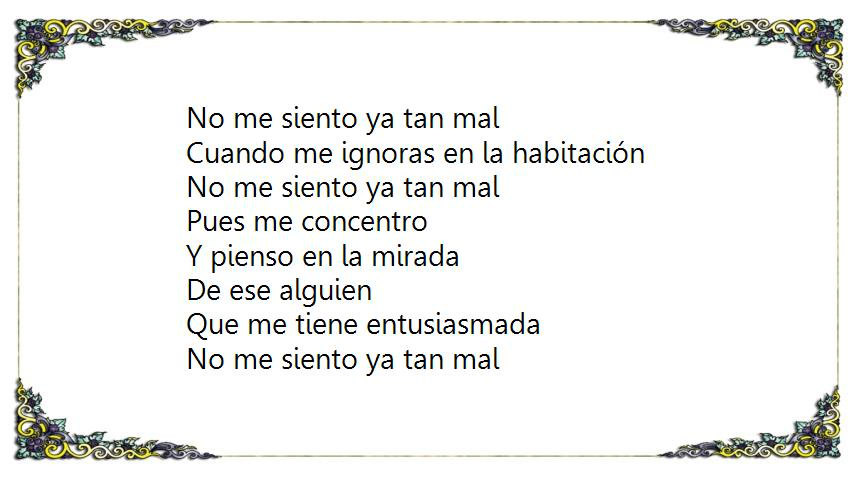 No me siento ya tan mal
Cuando me ignoras en la habitación
No me siento ya tan mal
Pues me concentro
Y pienso en la mirada
De ese alguien
Que me tiene entusiasmada
No me siento ya tan mal